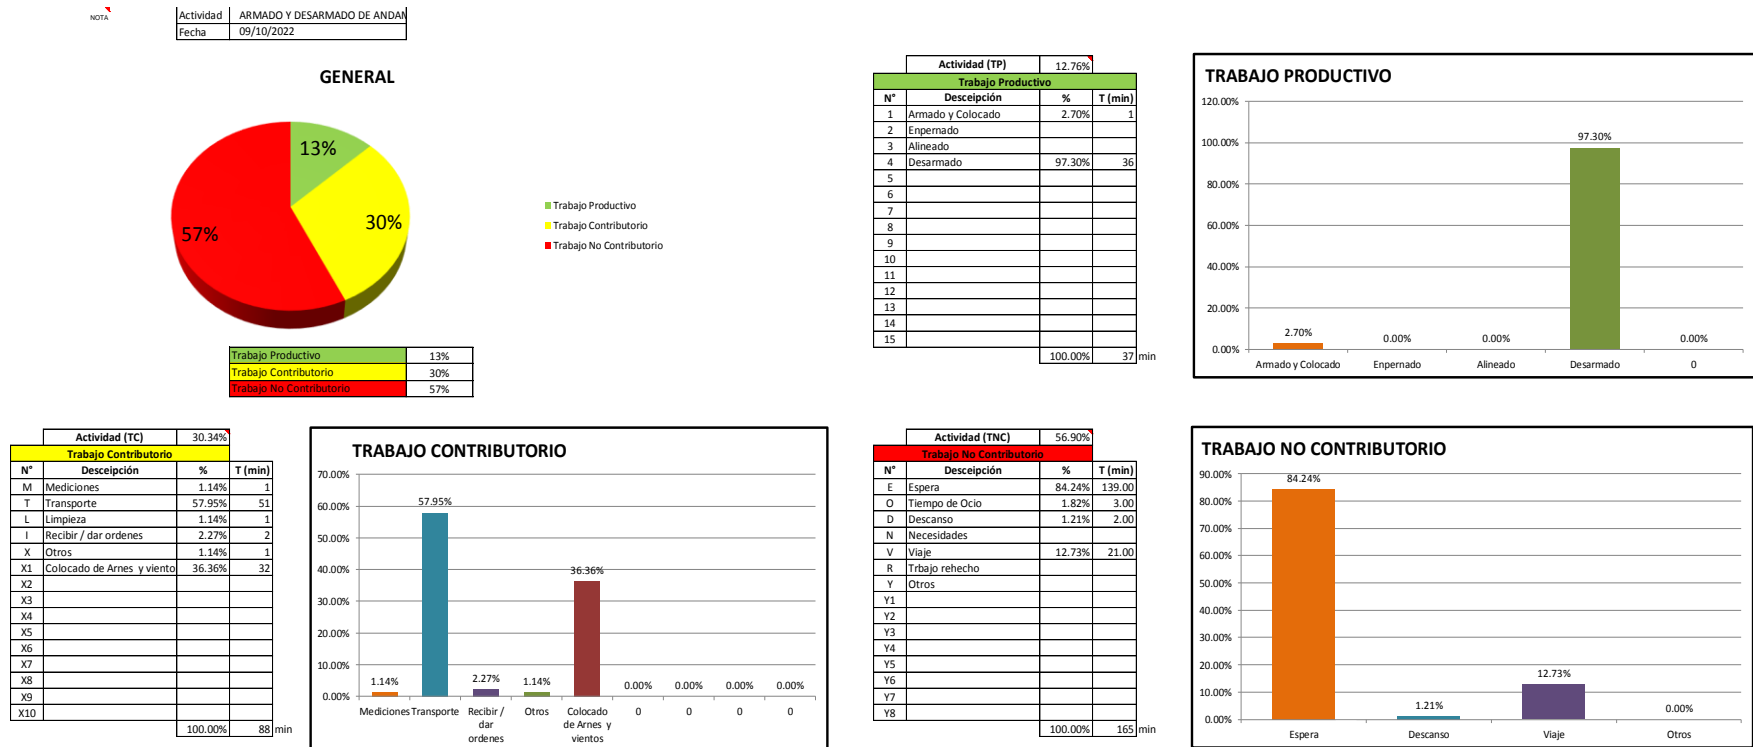 NOTA
Actividad ARMADO Y DESARMADO DE ANDAM
Fecha 09/10/2022
GENERAL
13%
30%
57%
Trabajo Productivo
Trabajo Contributorio
Trabajo No Contributorio
Trabajo Productivo 13%
Trabajo Contributorio 30%
Trabajo No Contributorio 57%
Actividad (TP) 12.76%
Trabajo Productivo
N° Desceipción % T (min)
1 Armado y Colocado 2.70% 1
2 Enpernado
3 Alineado
4 Desarmado 97.30% 36
5
6
7
8
9
10
11
12
13
14
15
100.00% 37 min
TRABAJO PRODUCTIVO
120.00%
100.00%
80.00%
60.00%
40.00%
20.00%
0.00%
2.70% 0.00% 0.00% 97.30% 0.00%
Armado y Colocado Enpernado Alineado Desarmado 0
Actividad (TC) 30.34%
Trabajo Contributorio
N° Desceipción % T (min)
M Mediciones 1.14% 1
T Transporte 57.95% 51
L Limpieza 1.14% 1
I Recibir / dar ordenes 2.27% 2
X Otros 1.14% 1
X1 Colocado de Arnes y viento 36.36% 32
X2
X3
X4
X5
X6
X7
X8
X9
X10
100.00% 88 min
TRABAJO CONTRIBUTORIO
70.00%
60.00%
50.00%
40.00%
30.00%
20.00%
10.00%
0.00%
1.14% 57.95% 2.27% 1.14% 36.36% 0.00% 0.00% 0.00% 0.00%
Mediciones Transporte Recibir / Otros Colocado 0 0 0 0
dar de Arnes y
ordenes vientos
Actividad (TNC) 56.90%
Trabajo No Contributorio
N° Desceipción % T (min)
E Espera 84.24% 139.00
O Tiempo de Ocio 1.82% 3.00
D Descanso 1.21% 2.00
N Necesidades
V Viaje 12.73% 21.00
R Trbajo rehecho
Y Otros
Y1
Y2
Y3
Y4
Y5
Y6
Y7
Y8
100.00% 165 min
TRABAJO NO CONTRIBUTORIO
90.00%
80.00%
70.00%
60.00%
50.00%
40.00%
30.00%
20.00%
10.00%
0.00%
84.24% 1.21% 12.73% 0.00%
Espera Descanso Viaje Otros